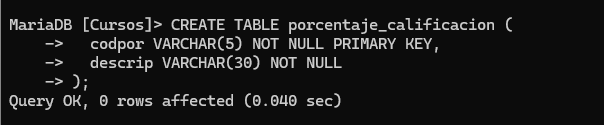 MariaDB [Cursos]> CREATE TABLE porcentaje_calificacion (
    ->   codpor VARCHAR(5) NOT NULL PRIMARY KEY,
    ->   descrip VARCHAR(30) NOT NULL
    -> );
Query OK, 0 rows affected (0.040 sec)